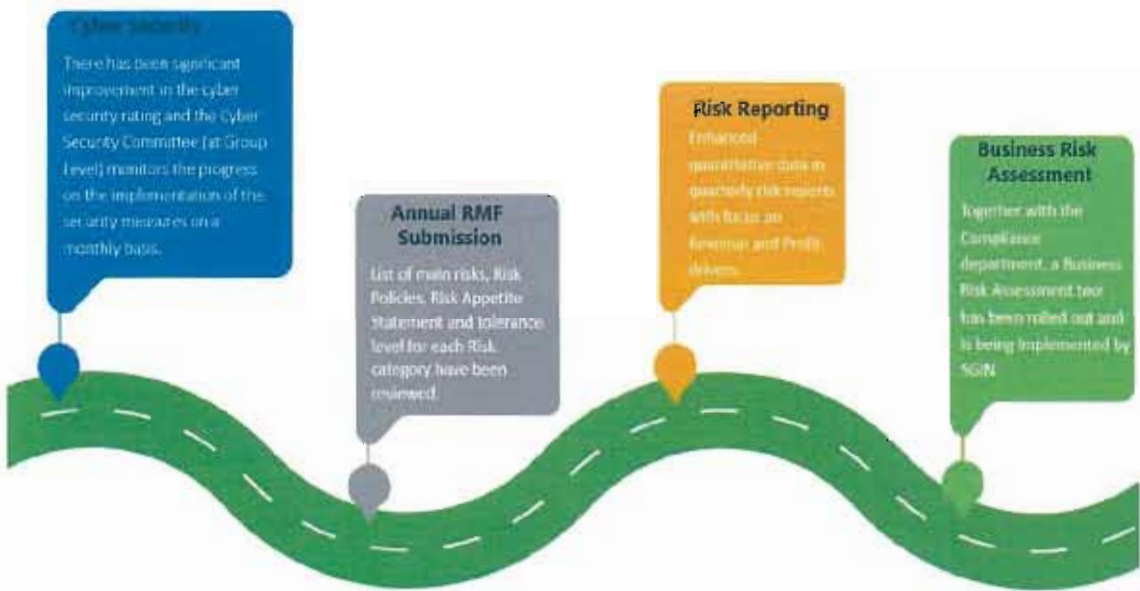 Cyber Security
There has been significant
improvement in the cyber
security rating and the Cyber
Security Committee (at Group
Level) monitors the progress
on the implementation of the
security measures on a
monthly basis.
Annual RMF
Submission
List of main risks, Risk
Policies, Risk Appetite
Statement and tolerance
level for each Risk
category have been
reviewed.
Risk Reporting
Enhanced
quantitative data in
quarterly risk reports
with focus on
Revenue and Profit
drivers.
Business Risk
Assessment
Together with the
Compliance
department, a Business
Risk Assessment tool
has been rolled out and
is being implemented by
SGIN